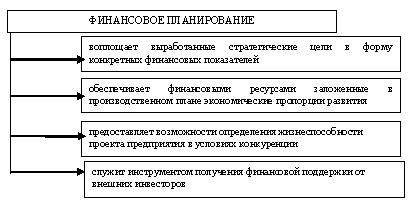 ФИНАНСОВОЕ ПЛАНИРОВАНИЕ
воплощает выработанные стратегические цели в форму
конкретных финансовых показателей
обеспечивает финансовыми ресурсами заложенные в
производственном плане экономические пропорции развития
предоставляет возможности определения жизнеспособности
проекта предприятия в условиях конкуренции
служит инструментом получения финансовой поддержки от
внешних инвесторов